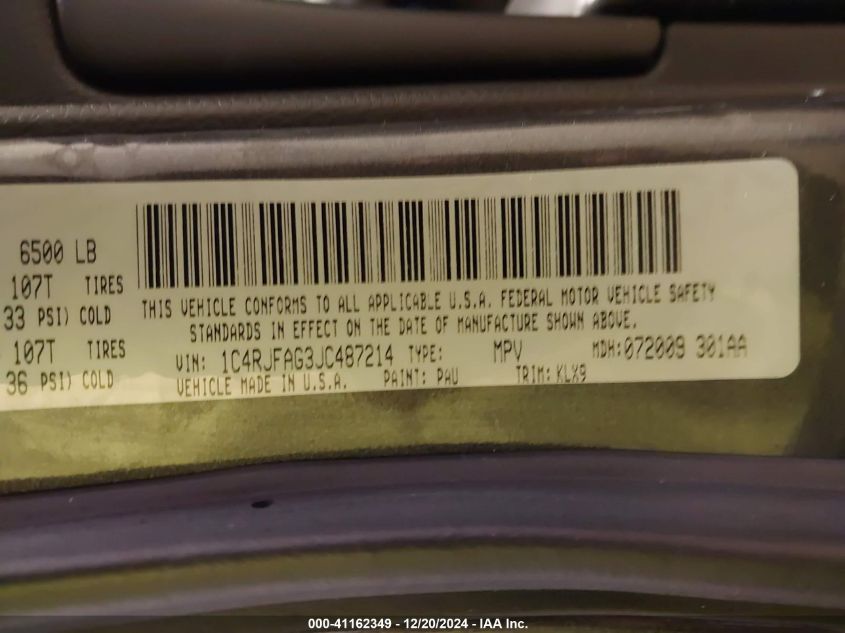 6500 LB
107T TIRES
33 PSI) COLD
107T TIRES
36 PSI) COLD
THIS VEHICLE CONFORMS TO ALL APPLICABLE U.S.A. FEDERAL MOTOR VEHICLE SAFETY
STANDARDS IN EFFECT ON THE DATE OF MANUFACTURE SHOWN ABOVE.
VIN: 1C4RJFAG3JC487214 TYPE: MPV MDH:072009 301AA
VEHICLE MADE IN U.S.A. PAINT: PAU TRIM: KLX9
000-41162349 - 12/20/2024 - IAA Inc.